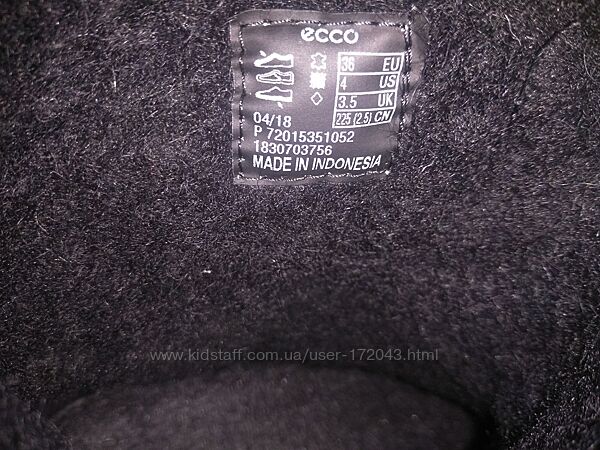 ecco
36 EU
4 US
3.5 UK
225 (2.5) CN
04/18
P 72015351052
1830703756
MADE IN INDONESIA
www.kidstaff.com.ua/user-172043.html